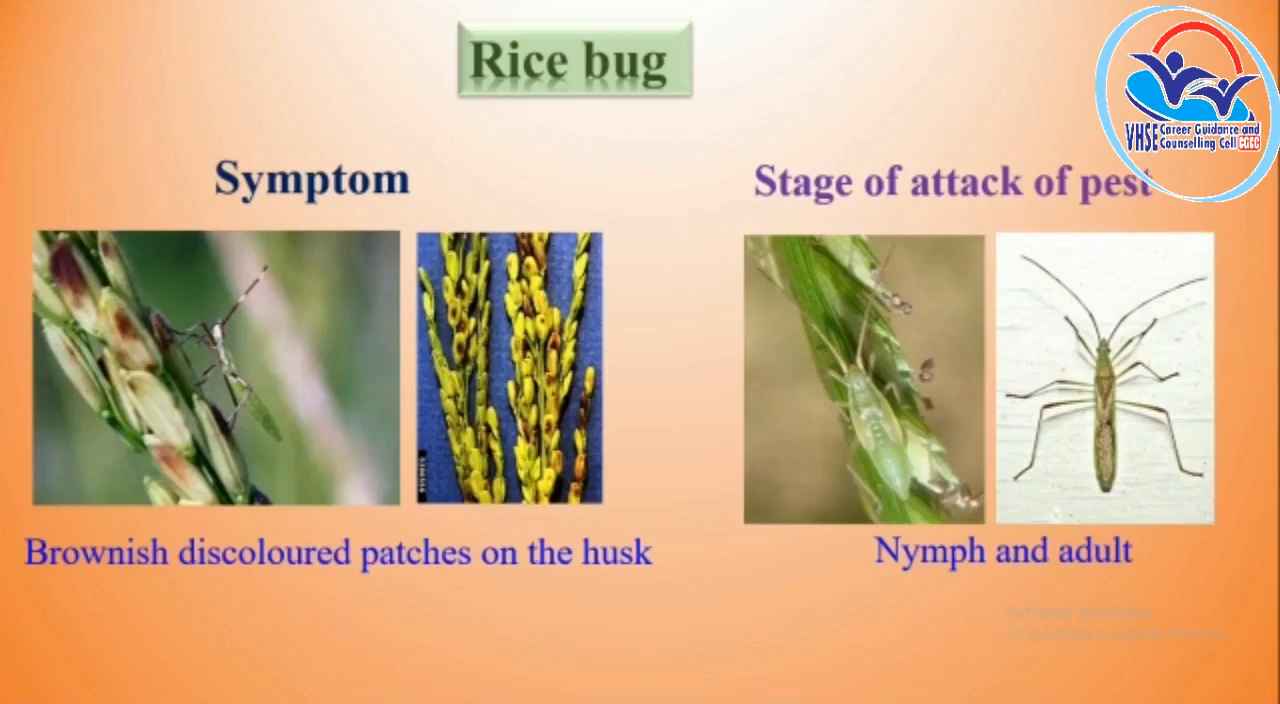 Rice bug
VHSE Career Guidance and
Counselling Cell CGCC
Symptom
Stage of attack of pest
Brownish discoloured patches on the husk
Nymph and adult